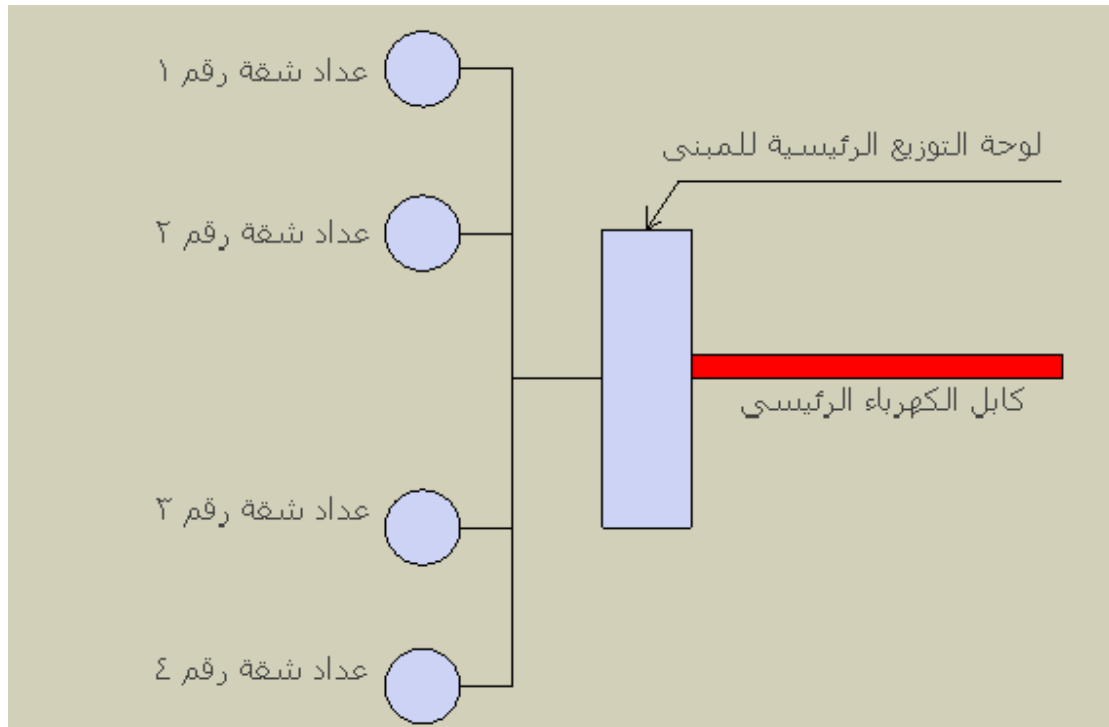 عداد شقة رقم ١
لوحة التوزيع الرئيسية للمبنى
عداد شقة رقم ٢
كابل الكهرباء الرئيسى
عداد شقة رقم ٣
عداد شقة رقم ٤